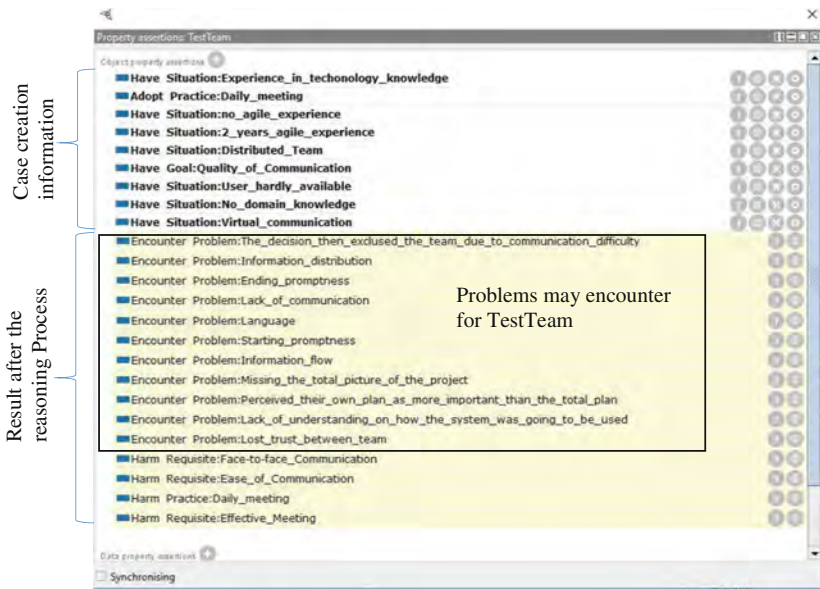 Property assertions: TestTeam
Object property assertions
Have Situation:Experience_in_techonology_knowledge
Adopt Practice:Daily_meeting
Have Situation:no_agile_experience
Have Situation:2_years_agile_experience
Have Situation:Distributed_Team
Have Goal:Quality_of_Communication
Have Situation:User_hardly_available
Have Situation:No_domain_knowledge
Have Situation:Virtual_communication
Case creation
information
Encounter Problem:The_decision_then_exclused_the_team_due_to_communication_difficulty
Encounter Problem:Information_distribution
Encounter Problem:Ending_promptness
Encounter Problem:Lack_of_communication
Encounter Problem:Language
Encounter Problem:Starting_promptness
Encounter Problem:Information_flow
Encounter Problem:Missing_the_total_picture_of_the_project
Encounter Problem:Perceived_their_own_plan_as_more_important_than_the_total_plan
Encounter Problem:Lack_of_understanding_on_how_the_system_was_going_to_be_used
Encounter Problem:Lost_trust_between_team
Problems may encounter
for TestTeam
Harm Requisite:Face-to-face_Communication
Harm Requisite:Ease_of_Communication
Harm Practice:Daily_meeting
Harm Requisite:Effective_Meeting
Result after the
reasoning Process
Data property assertions
Synchronising